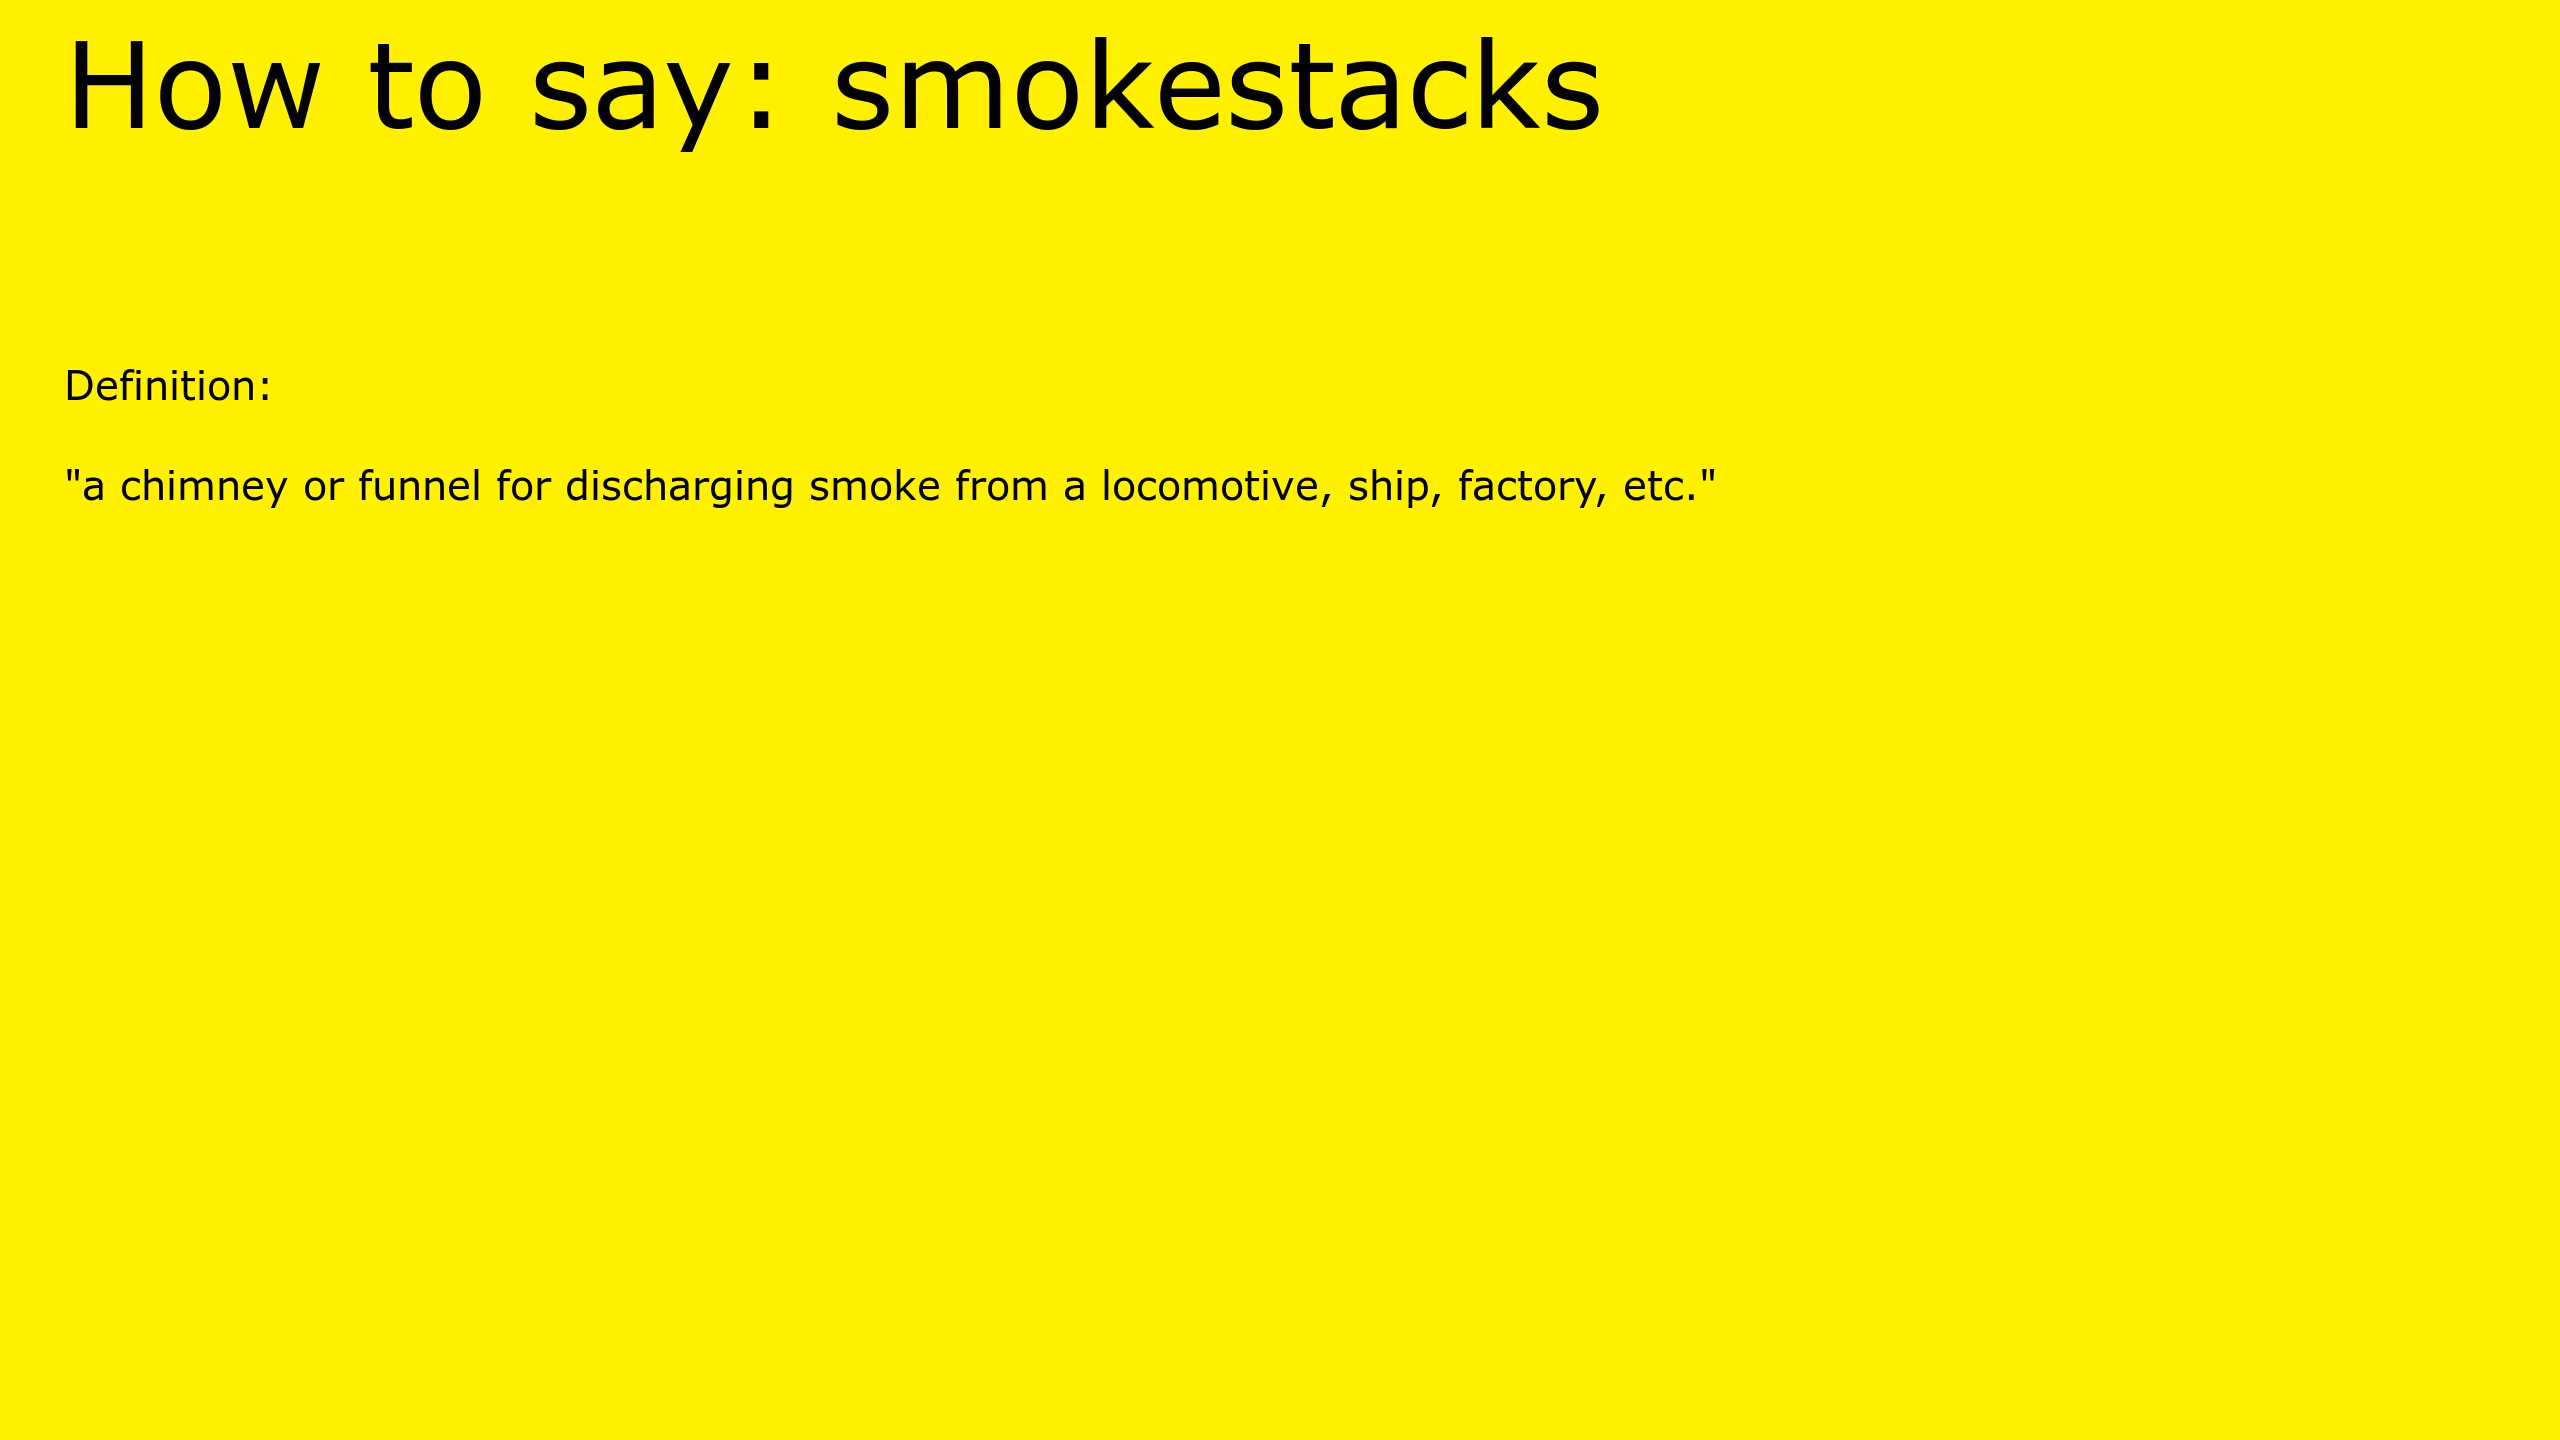 How to say: smokestacks
Definition:
"a chimney or funnel for discharging smoke from a locomotive, ship, factory, etc."